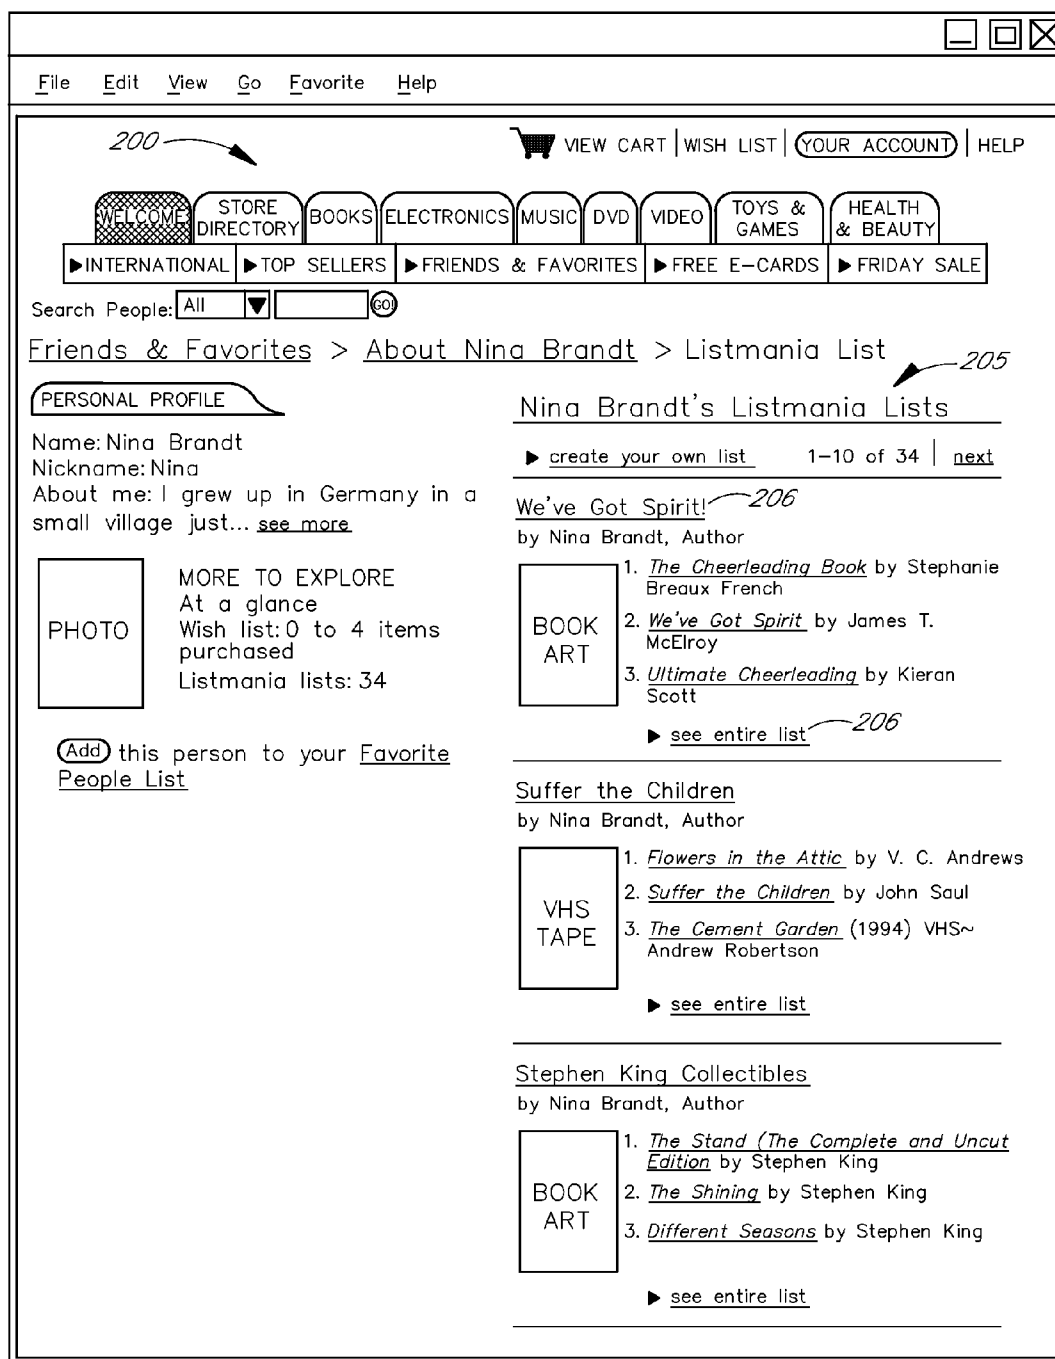 File Edit View Go Favorite Help
200
VIEW CART | WISH LIST | YOUR ACCOUNT | HELP
WELCOME STORE DIRECTORY BOOKS ELECTRONICS MUSIC DVD VIDEO TOYS & GAMES HEALTH & BEAUTY
▶INTERNATIONAL ▶TOP SELLERS ▶FRIENDS & FAVORITES ▶FREE E-CARDS ▶FRIDAY SALE
Search People: All ▼ GO!
Friends & Favorites > About Nina Brandt > Listmania List
205
PERSONAL PROFILE
Name: Nina Brandt
Nickname: Nina
About me: I grew up in Germany in a
small village just... see more
PHOTO
MORE TO EXPLORE
At a glance
Wish list: 0 to 4 items
purchased
Listmania lists: 34
Add this person to your Favorite
People List
Nina Brandt's Listmania Lists
▶ create your own list 1-10 of 34 | next
We've Got Spirit! 206
by Nina Brandt, Author
BOOK
ART
1. The Cheerleading Book by Stephanie
Breaux French
2. We've Got Spirit by James T.
McElroy
3. Ultimate Cheerleading by Kieran
Scott
▶ see entire list 206
Suffer the Children
by Nina Brandt, Author
VHS
TAPE
1. Flowers in the Attic by V. C. Andrews
2. Suffer the Children by John Saul
3. The Cement Garden (1994) VHS~
Andrew Robertson
▶ see entire list
Stephen King Collectibles
by Nina Brandt, Author
BOOK
ART
1. The Stand (The Complete and Uncut
Edition by Stephen King
2. The Shining by Stephen King
3. Different Seasons by Stephen King
▶ see entire list